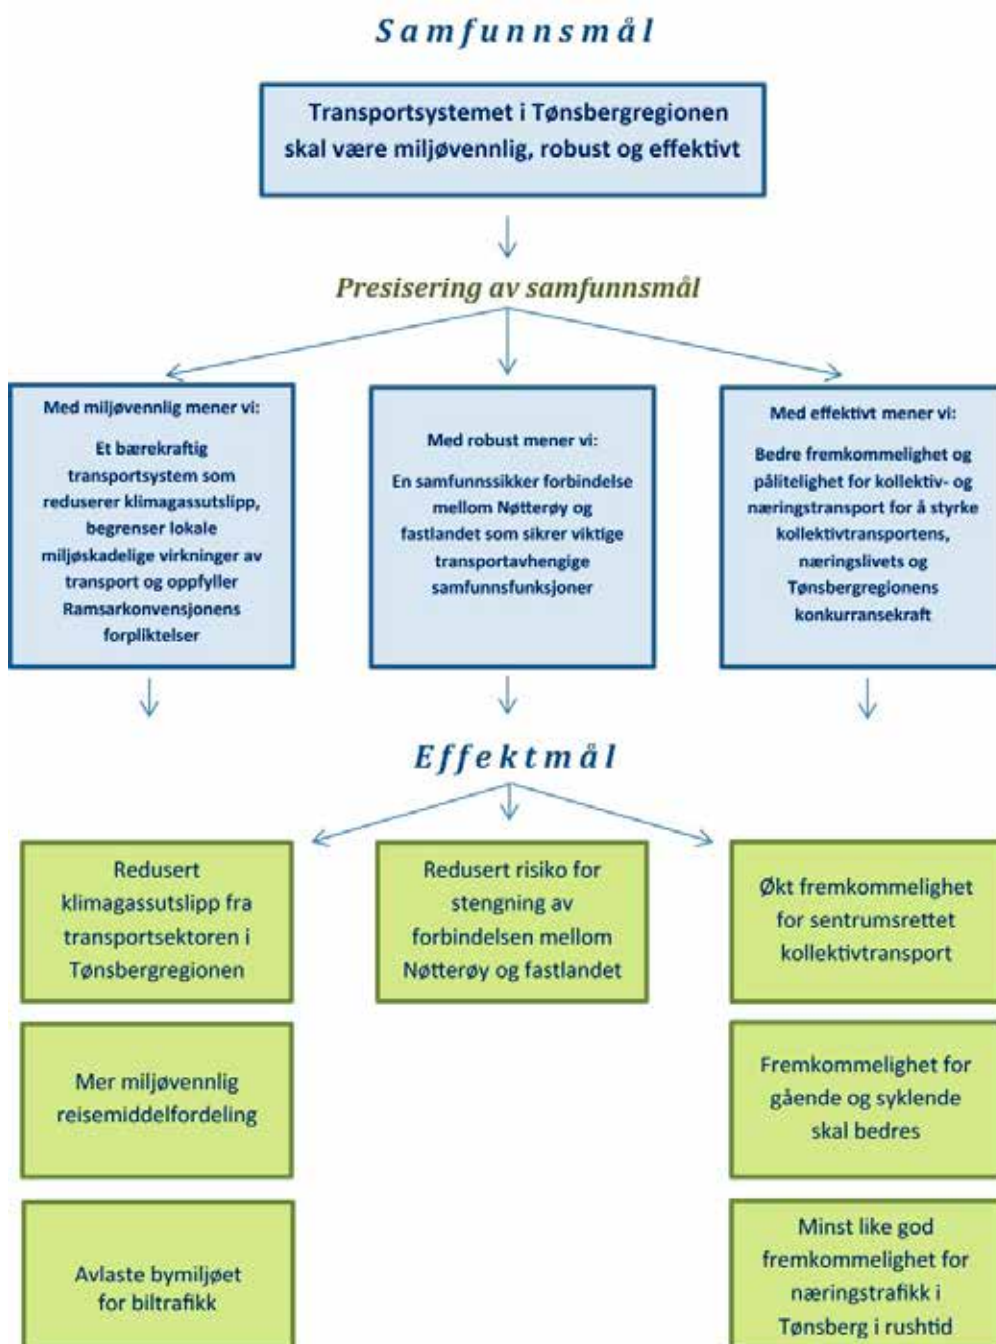 Samfunnsmål
Transportsystemet i Tønsbergregionen
skal være miljøvennlig, robust og effektivt
Presisering av samfunnsmål
Med miljøvennlig mener vi:
Et bærekraftig
transportsystem som
reduserer klimagassutslipp,
begrenser lokale
miljøskadelige virkninger av
transport og oppfyller
Ramsarkonvensjonens
forpliktelser
Med robust mener vi:
En samfunnssikker forbindelse
mellom Nøtterøy og
fastlandet som sikrer viktige
transportavhengige
samfunnsfunksjoner
Med effektivt mener vi:
Bedre fremkommelighet og
pålitelighet for kollektiv- og
næringstransport for å styrke
kollektivtransportens,
næringslivets og
Tønsbergregionens
konkurransekraft
Effektmål
Redusert
klimagassutslipp fra
transportsektoren i
Tønsbergregionen
Mer miljøvennlig
reisemiddelfordeling
Avlaste bymiljøet
for biltrafikk
Redusert risiko for
stengning av
forbindelsen mellom
Nøtterøy og fastlandet
Økt fremkommelighet
for sentrumsrettet
kollektivtransport
Fremkommelighet for
gående og syklende
skal bedres
Minst like god
fremkommelighet for
næringstrafikk i
Tønsberg i rushtid